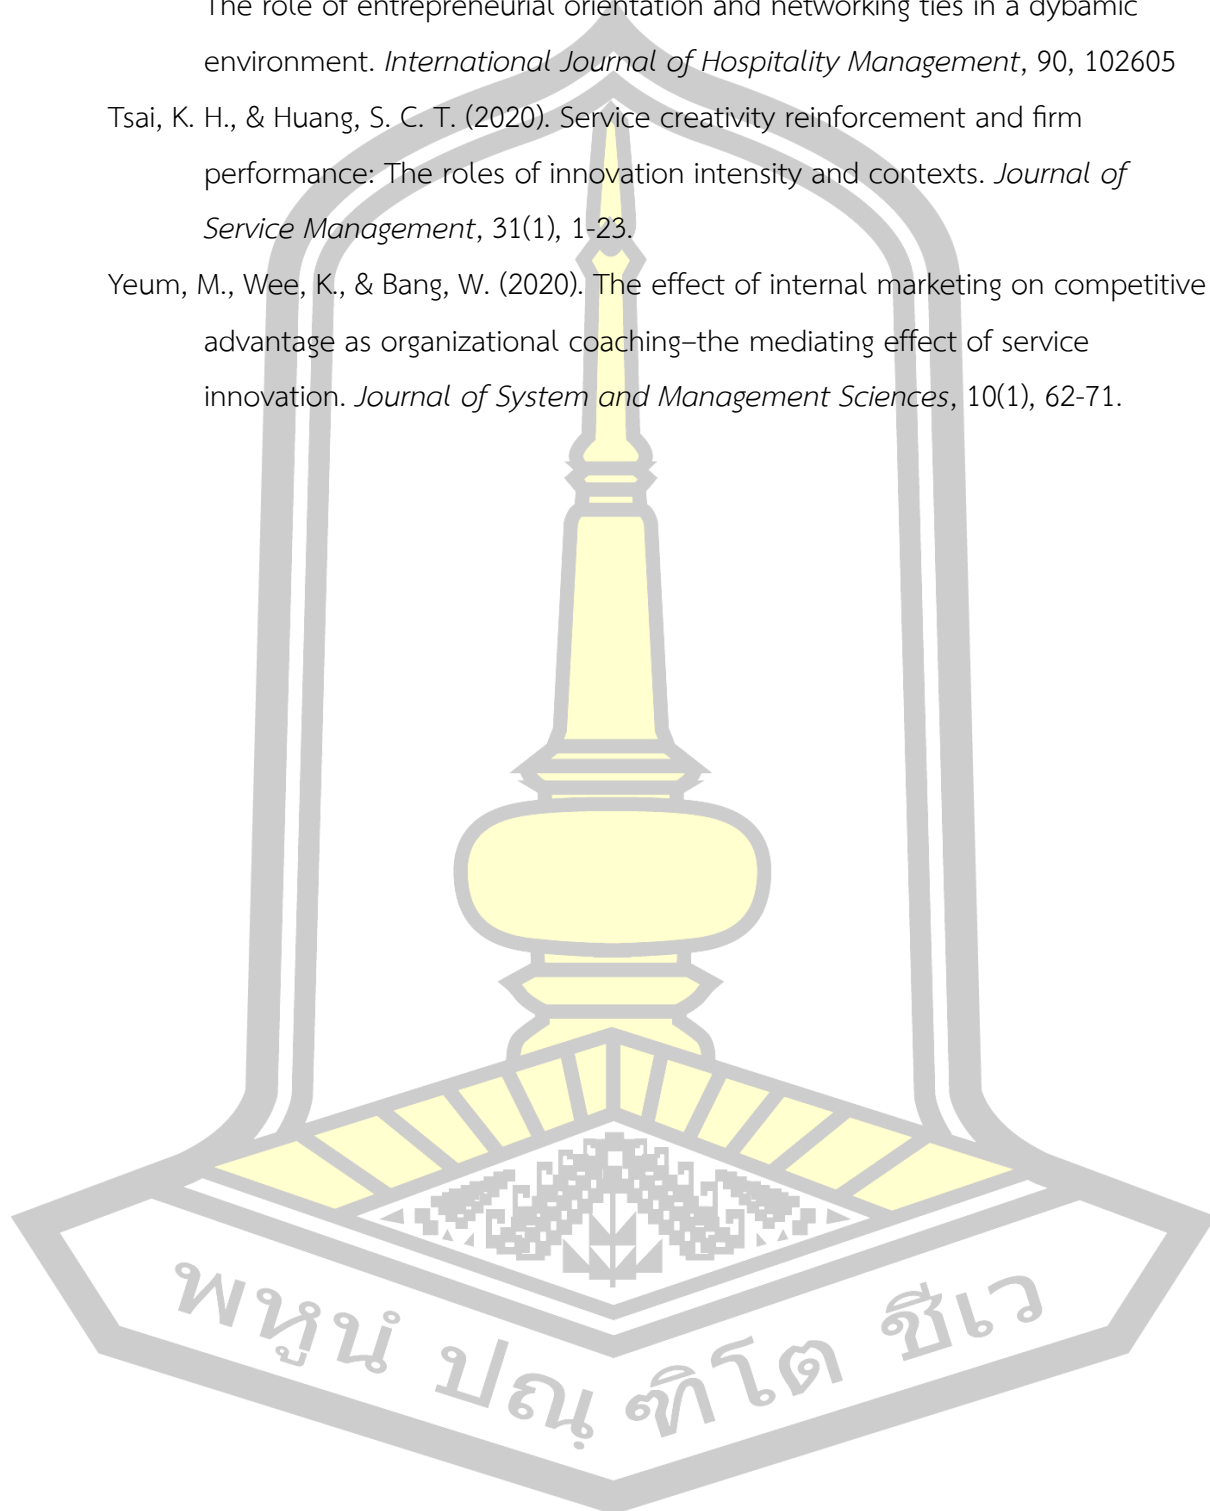 The role of entrepreneurial orientation and networking ties in a dybamic
environment. International Journal of Hospitality Management, 90, 102605
Tsai, K. H., & Huang, S. C. T. (2020). Service creativity reinforcement and firm
performance: The roles of innovation intensity and contexts. Journal of
Service Management, 31(1), 1-23.
Yeum, M., Wee, K., & Bang, W. (2020). The effect of internal marketing on competitive
advantage as organizational coaching–the mediating effect of service
innovation. Journal of System and Management Sciences, 10(1), 62-71.
พหูนํ ปณฺฑิโต ชีเว